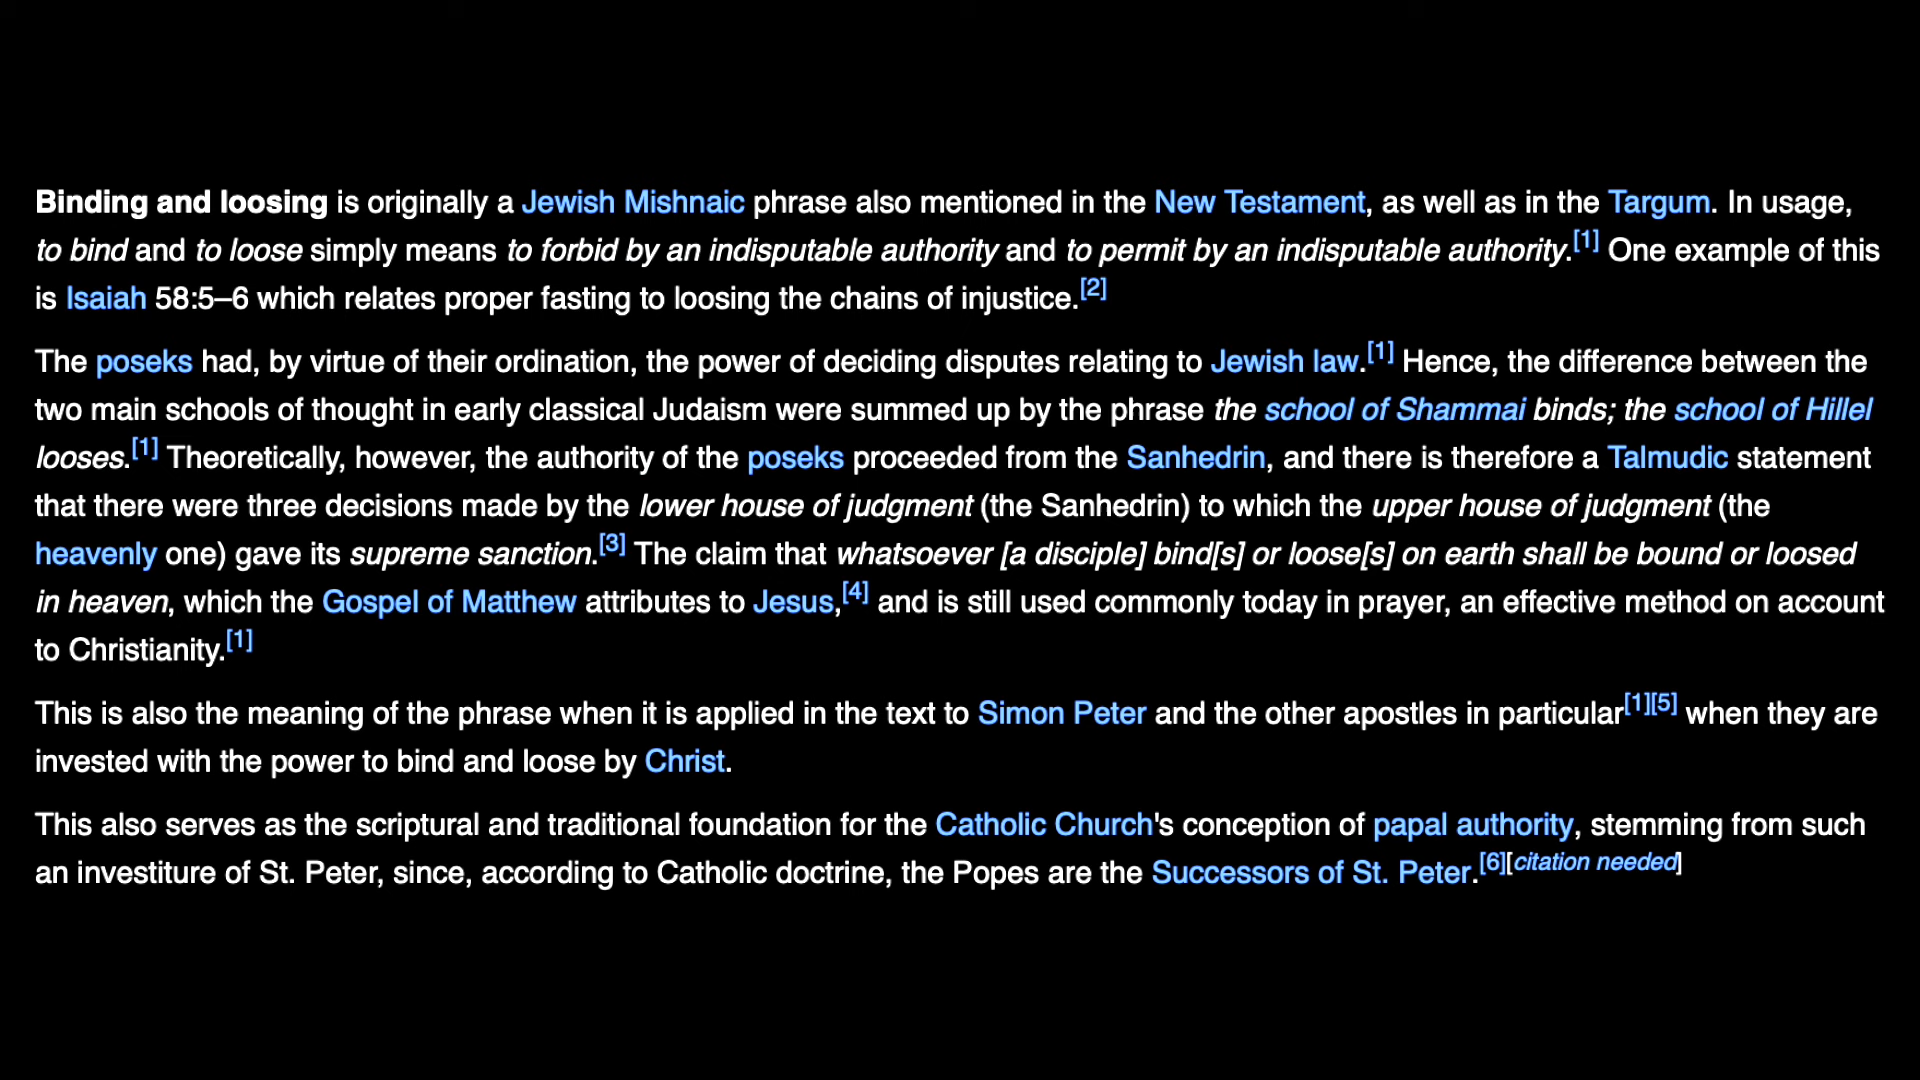 Binding and loosing is originally a Jewish Mishnaic phrase also mentioned in the New Testament, as well as in the Targum. In usage,
to bind and to loose simply means to forbid by an indisputable authority and to permit by an indisputable authority.[1] One example of this
is Isaiah 58:5–6 which relates proper fasting to loosing the chains of injustice.[2]
The poseks had, by virtue of their ordination, the power of deciding disputes relating to Jewish law.[1] Hence, the difference between the
two main schools of thought in early classical Judaism were summed up by the phrase the school of Shammai binds; the school of Hillel
looses.[1] Theoretically, however, the authority of the poseks proceeded from the Sanhedrin, and there is therefore a Talmudic statement
that there were three decisions made by the lower house of judgment (the Sanhedrin) to which the upper house of judgment (the
heavenly one) gave its supreme sanction.[3] The claim that whatsoever [a disciple] bind[s] or loose[s] on earth shall be bound or loosed
in heaven, which the Gospel of Matthew attributes to Jesus,[4] and is still used commonly today in prayer, an effective method on account
to Christianity.[1]
This is also the meaning of the phrase when it is applied in the text to Simon Peter and the other apostles in particular[1][5] when they are
invested with the power to bind and loose by Christ.
This also serves as the scriptural and traditional foundation for the Catholic Church's conception of papal authority, stemming from such
an investiture of St. Peter, since, according to Catholic doctrine, the Popes are the Successors of St. Peter.[6][citation needed]